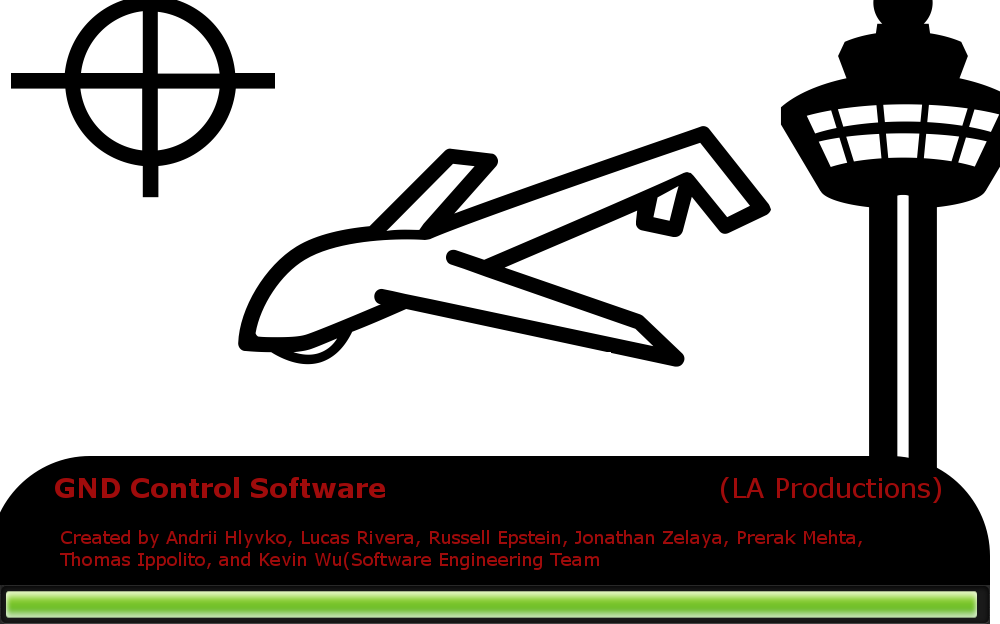 GND Control Software
(LA Productions)
Created by Andrii Hlyvko, Lucas Rivera, Russell Epstein, Jonathan Zelaya, Prerak Mehta,
Thomas Ippolito, and Kevin Wu(Software Engineering Team